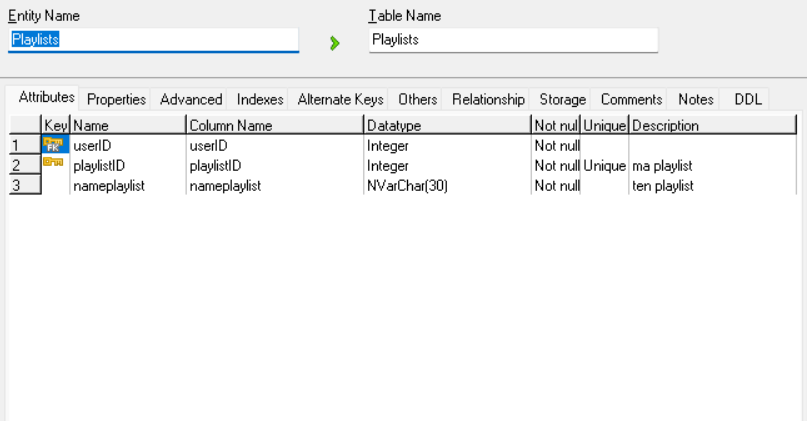 Entity Name Table Name
Playlists Playlists
Attributes Properties Advanced Indexes Alternate Keys Others Relationship Storage Comments Notes DDL
Key Name Column Name Datatype Not nul Unique Description
1 FK userID userID Integer Not null
2 playlistID playlistID Integer Not null Unique ma playlist
3 nameplaylist nameplaylist NVarChar(30) Not null ten playlist